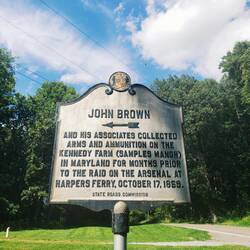 JOHN BROWN
AND HIS ASSOCIATES COLLECTED
ARMS AND AMMUNITION ON THE
KENNEDY FARM (SAMPLES MANOR)
IN MARYLAND FOR MONTHS PRIOR
TO THE RAID ON THE ARSENAL AT
HARPERS FERRY, OCTOBER 17, 1859.
STATE ROADS COMMISSION